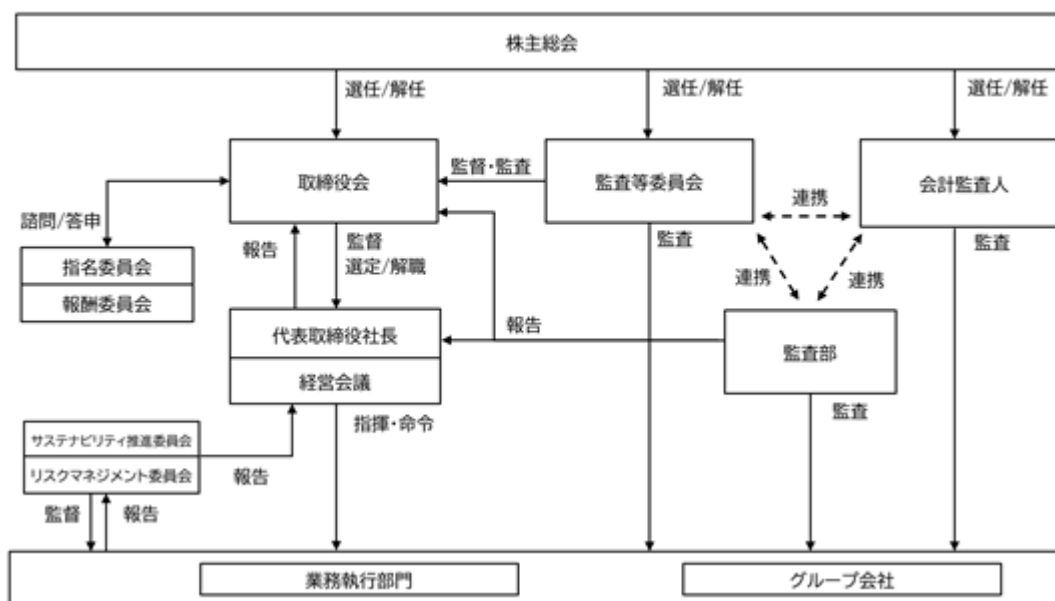 株主総会
選任/解任
選任/解任
選任/解任
取締役会
監督・監査
監査等委員会
会計監査人
連携
諮問/答申
報告
監督
選定/解職
監査
監査
指名委員会
報酬委員会
連携
連携
代表取締役社長
経営会議
報告
監査部
指揮・命令
監査
サステナビリティ推進委員会
リスクマネジメント委員会
報告
監督
報告
業務執行部門
グループ会社